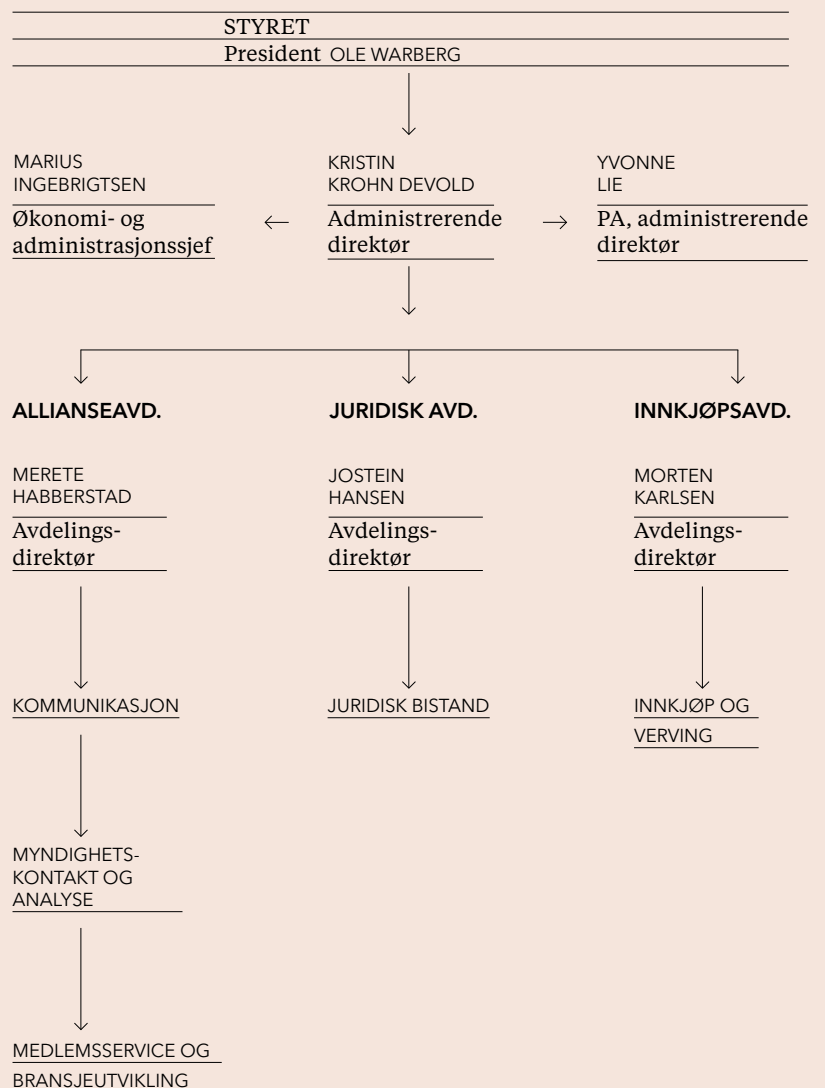 STYRET
President OLE WARBERG
MARIUS
INGEBRIGTSEN
Økonomi- og
administrasjonssjef
KRISTIN
KROHN DEVOLD
Administrerende
direktør
YVONNE
LIE
PA, administrerende
direktør
ALLIANSEAVD.
MERETE
HABBERSTAD
Avdelings-
direktør
KOMMUNIKASJON
MYNDIGHETS-
KONTAKT OG
ANALYSE
MEDLEMSSERVICE OG
BRANSJEUTVIKLING
JURIDISK AVD.
JOSTEIN
HANSEN
Avdelings-
direktør
JURIDISK BISTAND
INNKJØPSAVD.
MORTEN
KARLSEN
Avdelings-
direktør
INNKJØP OG
VERVING